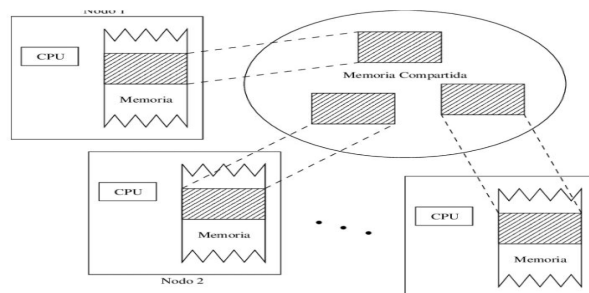 Nodo 1
CPU
Memoria
Memoria Compartida
CPU
Memoria
Nodo 2
CPU
Memoria